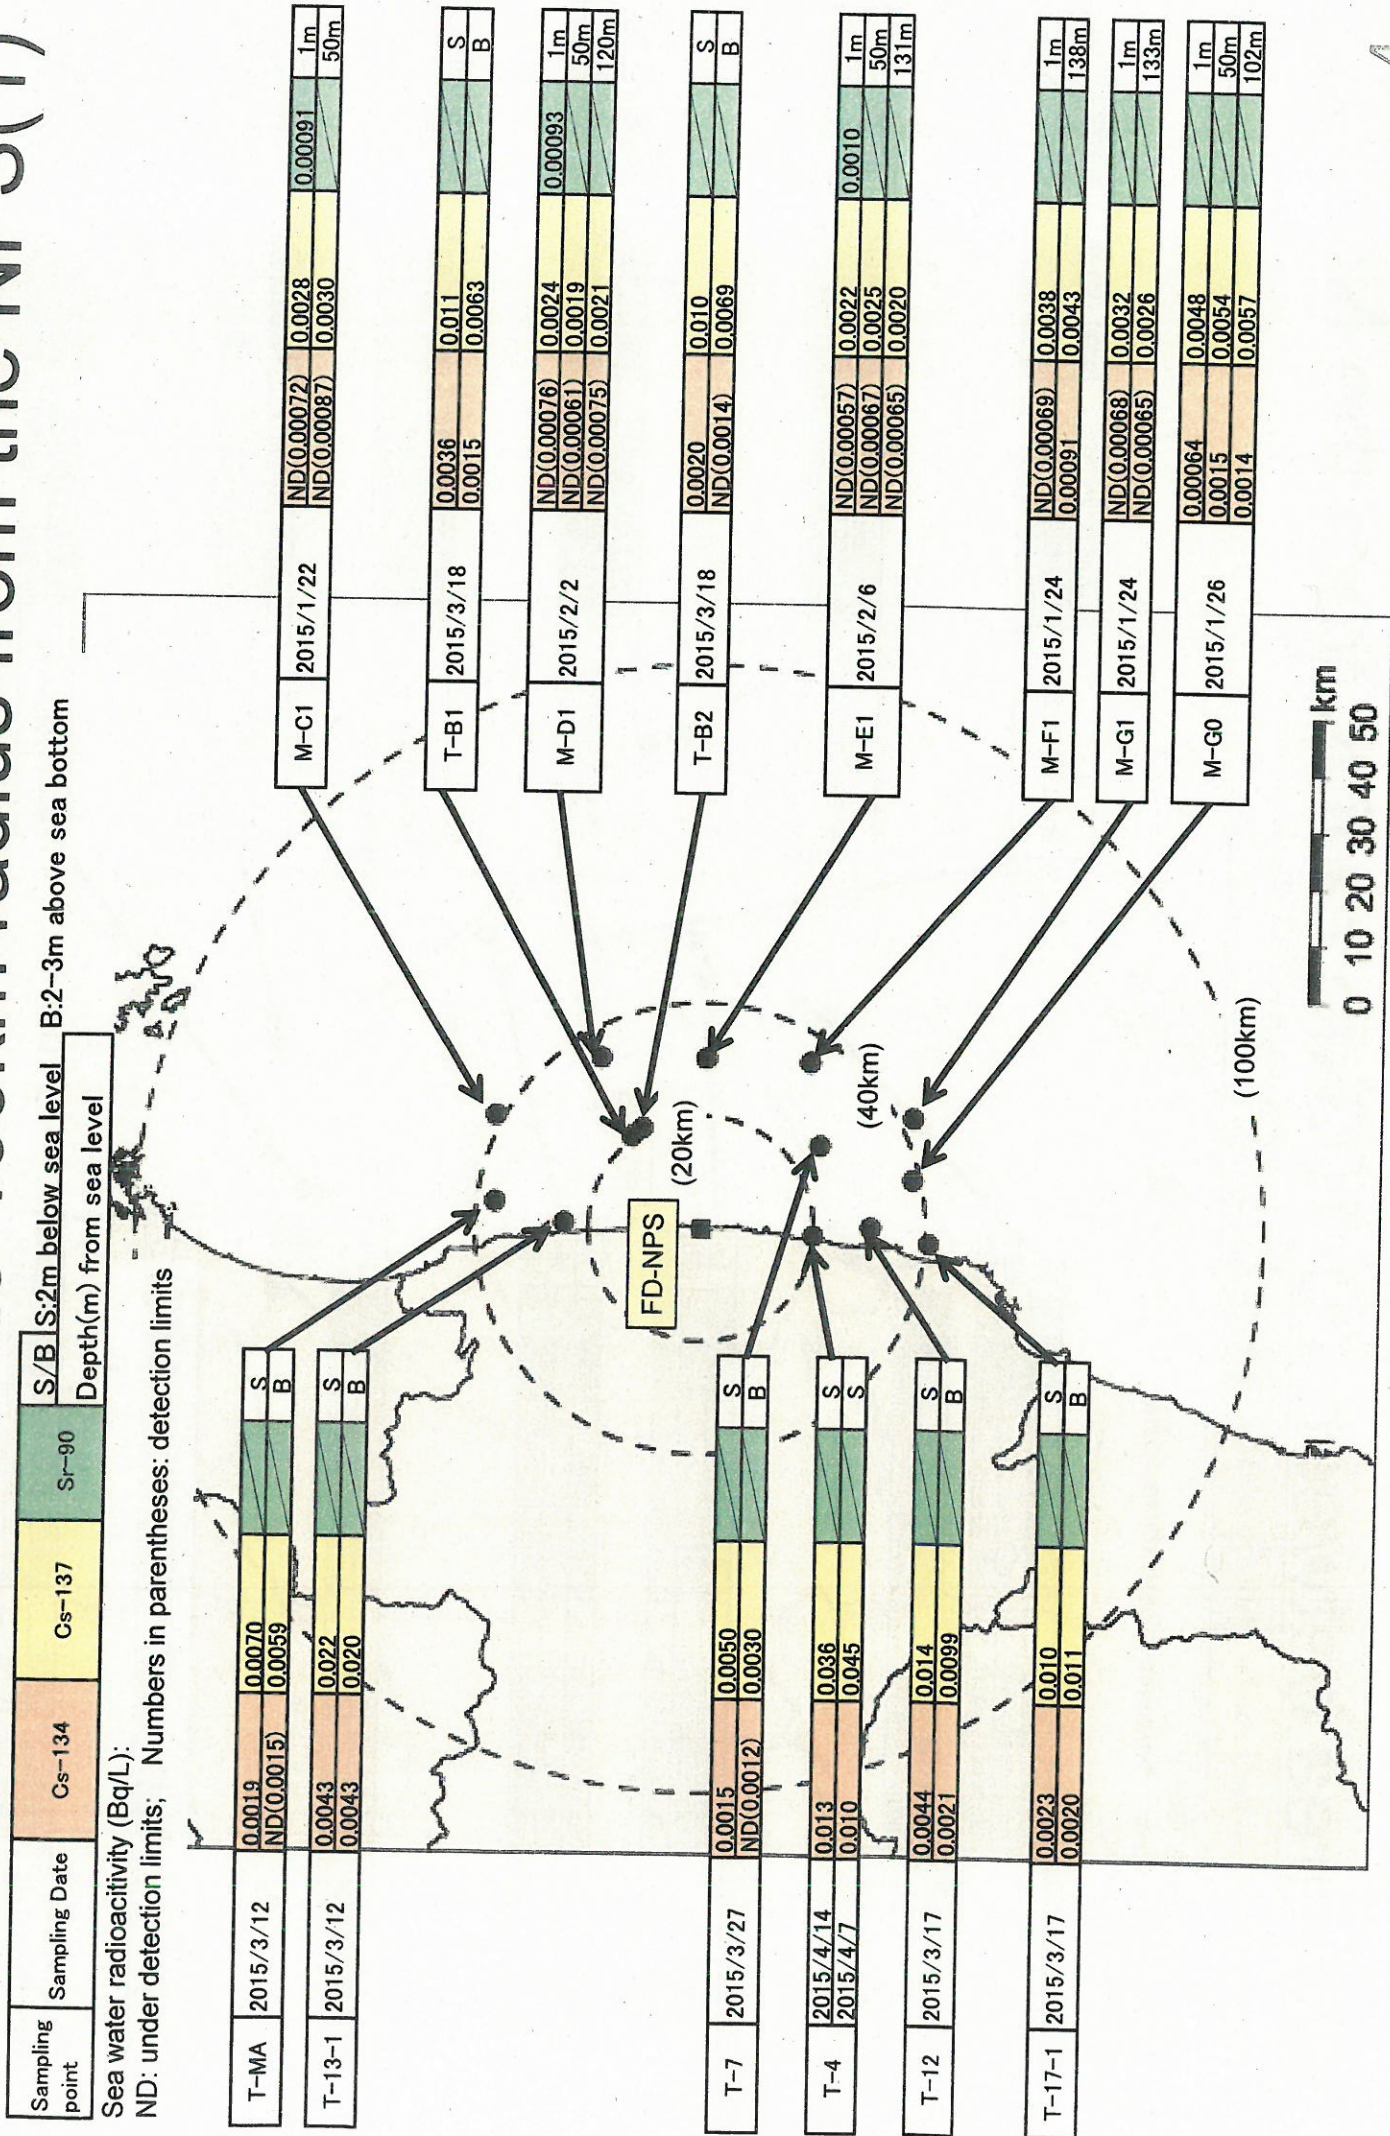 Sampling point | Sampling Date | Cs-134 | Cs-137 | Sr-90 | S/B | S:2m below sea level B:2-3m above sea bottom
Depth(m) from sea level
Sea water radioacitivity (Bq/L):
ND: under detection limits; Numbers in parentheses: detection limits
T-MA | 2015/3/12 | 0.0019 | 0.0070 | S
ND(0.0015) | 0.0059 | B
T-13-1 | 2015/3/12 | 0.0043 | 0.022 | S
0.0043 | 0.020 | B
T-7 | 2015/3/27 | 0.0015 | 0.0050 | S
ND(0.0012) | 0.0030 | B
T-4 | 2015/4/14 | 0.013 | 0.036 | S
2015/4/7 | 0.010 | 0.045 | S
T-12 | 2015/3/17 | 0.0044 | 0.014 | S
0.0021 | 0.0099 | B
T-17-1 | 2015/3/17 | 0.0023 | 0.010 | S
0.0020 | 0.011 | B
FD-NPS
(20km)
(40km)
(100km)
M-C1 | 2015/1/22 | ND(0.00072) | 0.0028 | 0.00091 | 1m
ND(0.00087) | 0.0030 | 50m
T-B1 | 2015/3/18 | 0.0036 | 0.011 | S
0.0015 | 0.0063 | B
M-D1 | 2015/2/2 | ND(0.00076) | 0.0024 | 0.00093 | 1m
ND(0.00061) | 0.0019 | 50m
ND(0.00075) | 0.0021 | 120m
T-B2 | 2015/3/18 | 0.0020 | 0.010 | S
ND(0.0014) | 0.0069 | B
M-E1 | 2015/2/6 | ND(0.00057) | 0.0022 | 0.0010 | 1m
ND(0.00067) | 0.0025 | 50m
ND(0.00065) | 0.0020 | 131m
M-F1 | 2015/1/24 | ND(0.00069) | 0.0038 | 1m
0.00091 | 0.0043 | 138m
M-G1 | 2015/1/24 | ND(0.00068) | 0.0032 | 1m
ND(0.00065) | 0.0026 | 133m
M-G0 | 2015/1/26 | 0.00064 | 0.0048 | 1m
0.0015 | 0.0054 | 50m
0.0014 | 0.0057 | 102m
km
0 10 20 30 40 50